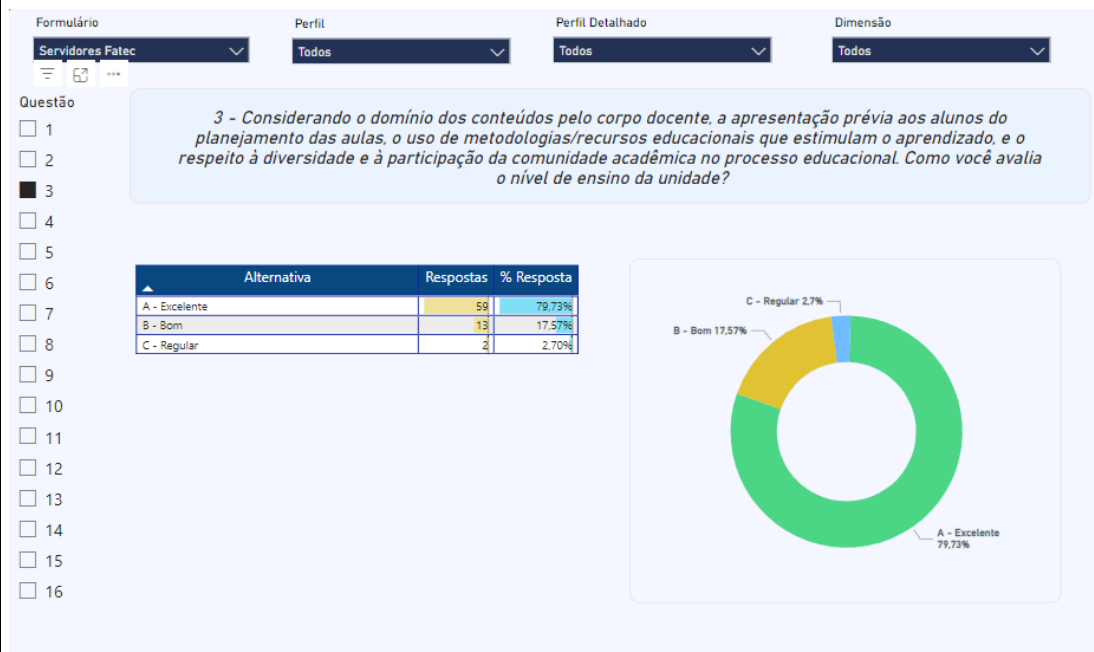 Formulário
Perfil
Perfil Detalhado
Dimensão
Servidores Fatec
Todos
Todos
Todos
Questão
1
2
3
4
5
6
7
8
9
10
11
12
13
14
15
16
3 - Considerando o domínio dos conteúdos pelo corpo docente, a apresentação prévia aos alunos do
planejamento das aulas, o uso de metodologias/recursos educacionais que estimulam o aprendizado, e o
respeito à diversidade e à participação da comunidade acadêmica no processo educacional. Como você avalia
o nível de ensino da unidade?
Alternativa Respostas % Resposta
A - Excelente 59 79,73%
B - Bom 13 17,57%
C - Regular 2 2,70%
C - Regular 2,7%
B - Bom 17,57%
A - Excelente
79,73%